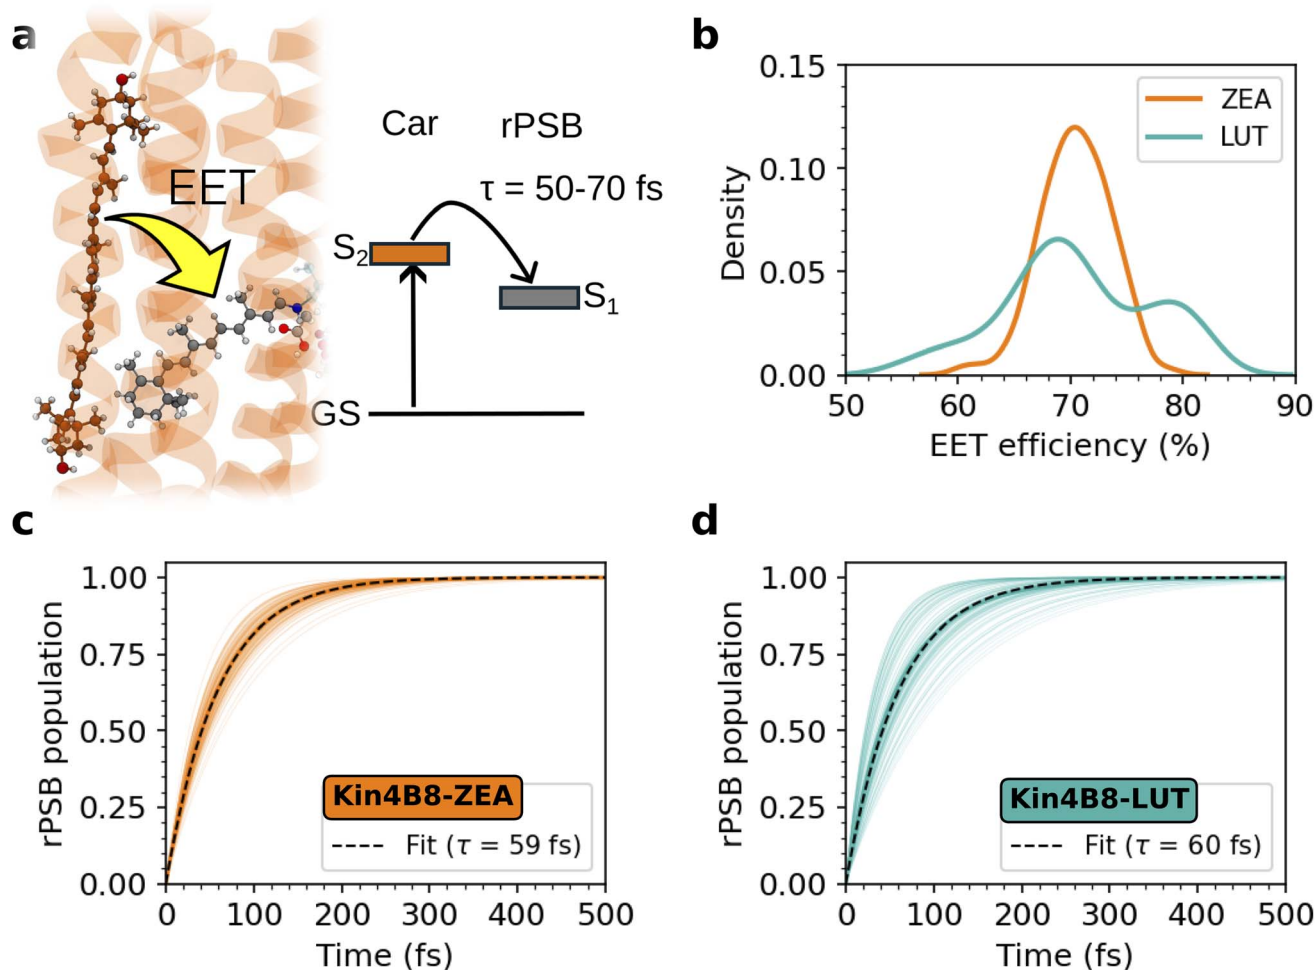 a
EET
Car rPSB
τ = 50-70 fs
S2
S1
GS
b
0.15
0.10
0.05
0.00
Density
50 60 70 80 90
EET efficiency (%)
ZEA
LUT
c
1.00
0.75
0.50
0.25
0.00
rPSB population
0 100 200 300 400 500
Time (fs)
Kin4B8-ZEA
Fit (τ = 59 fs)
d
1.00
0.75
0.50
0.25
0.00
rPSB population
0 100 200 300 400 500
Time (fs)
Kin4B8-LUT
Fit (τ = 60 fs)